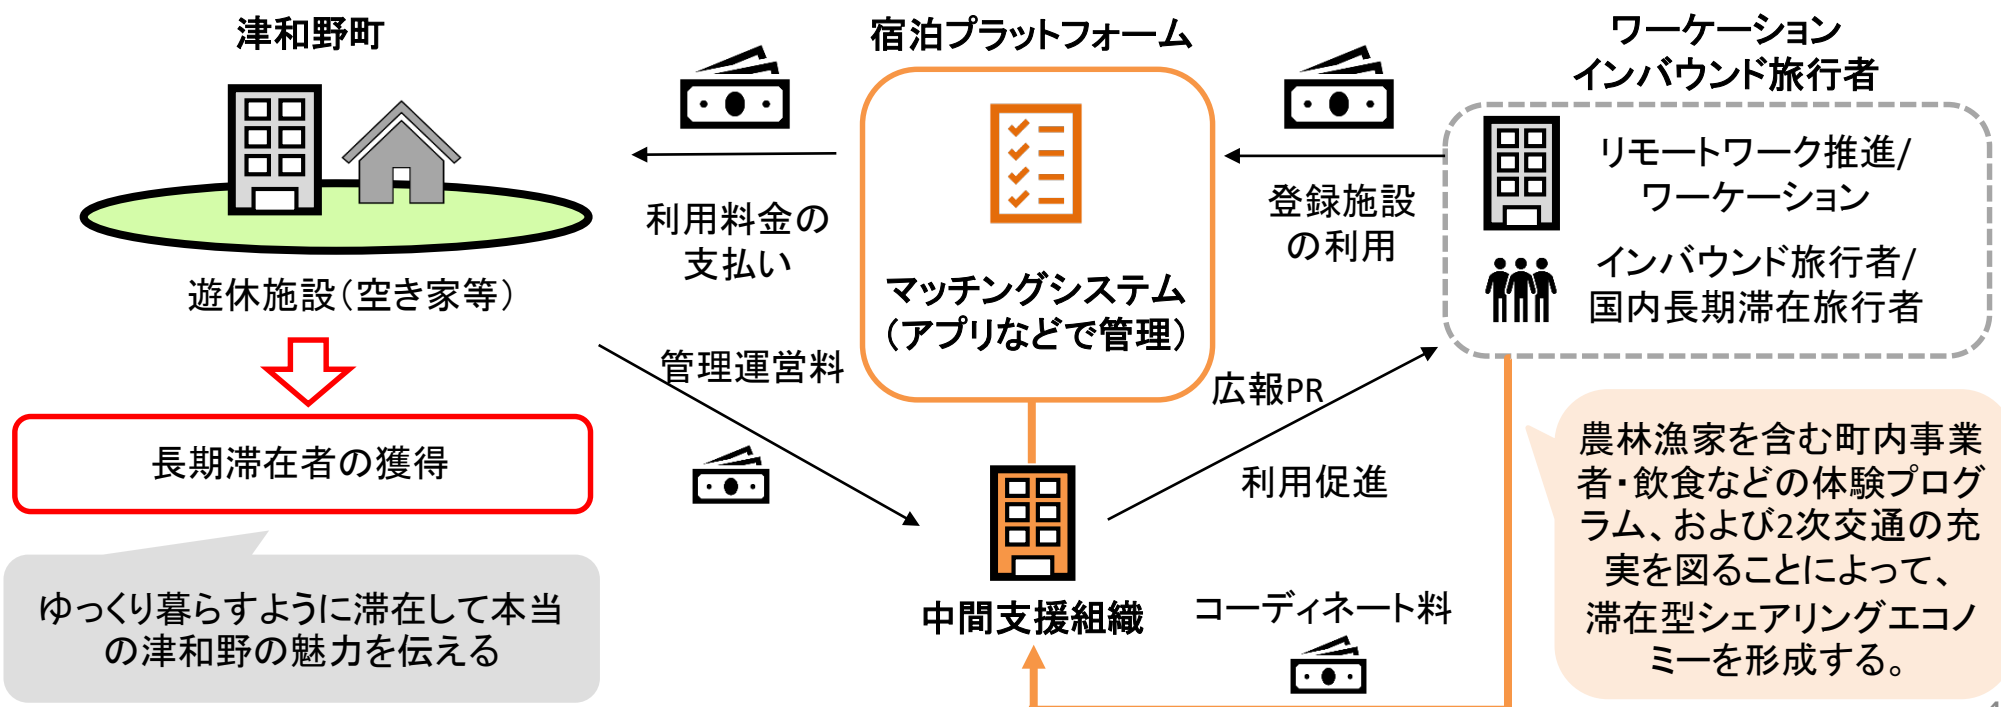 津和野町
遊休施設（空き家等）
長期滞在者の獲得
ゆっくり暮らすように滞在して本当
の津和野の魅力を伝える
利用料金の
支払い
管理運営料
宿泊プラットフォーム
マッチングシステム
（アプリなどで管理）
中間支援組織
登録施設
の利用
広報PR
利用促進
コーディネート料
ワーケーション
インバウンド旅行者
リモートワーク推進/
ワーケーション
インバウンド旅行者/
国内長期滞在旅行者
農林漁家を含む町内事業
者・飲食などの体験プログ
ラム、および2次交通の充
実を図ることによって、
滞在型シェアリングエコノ
ミーを形成する。